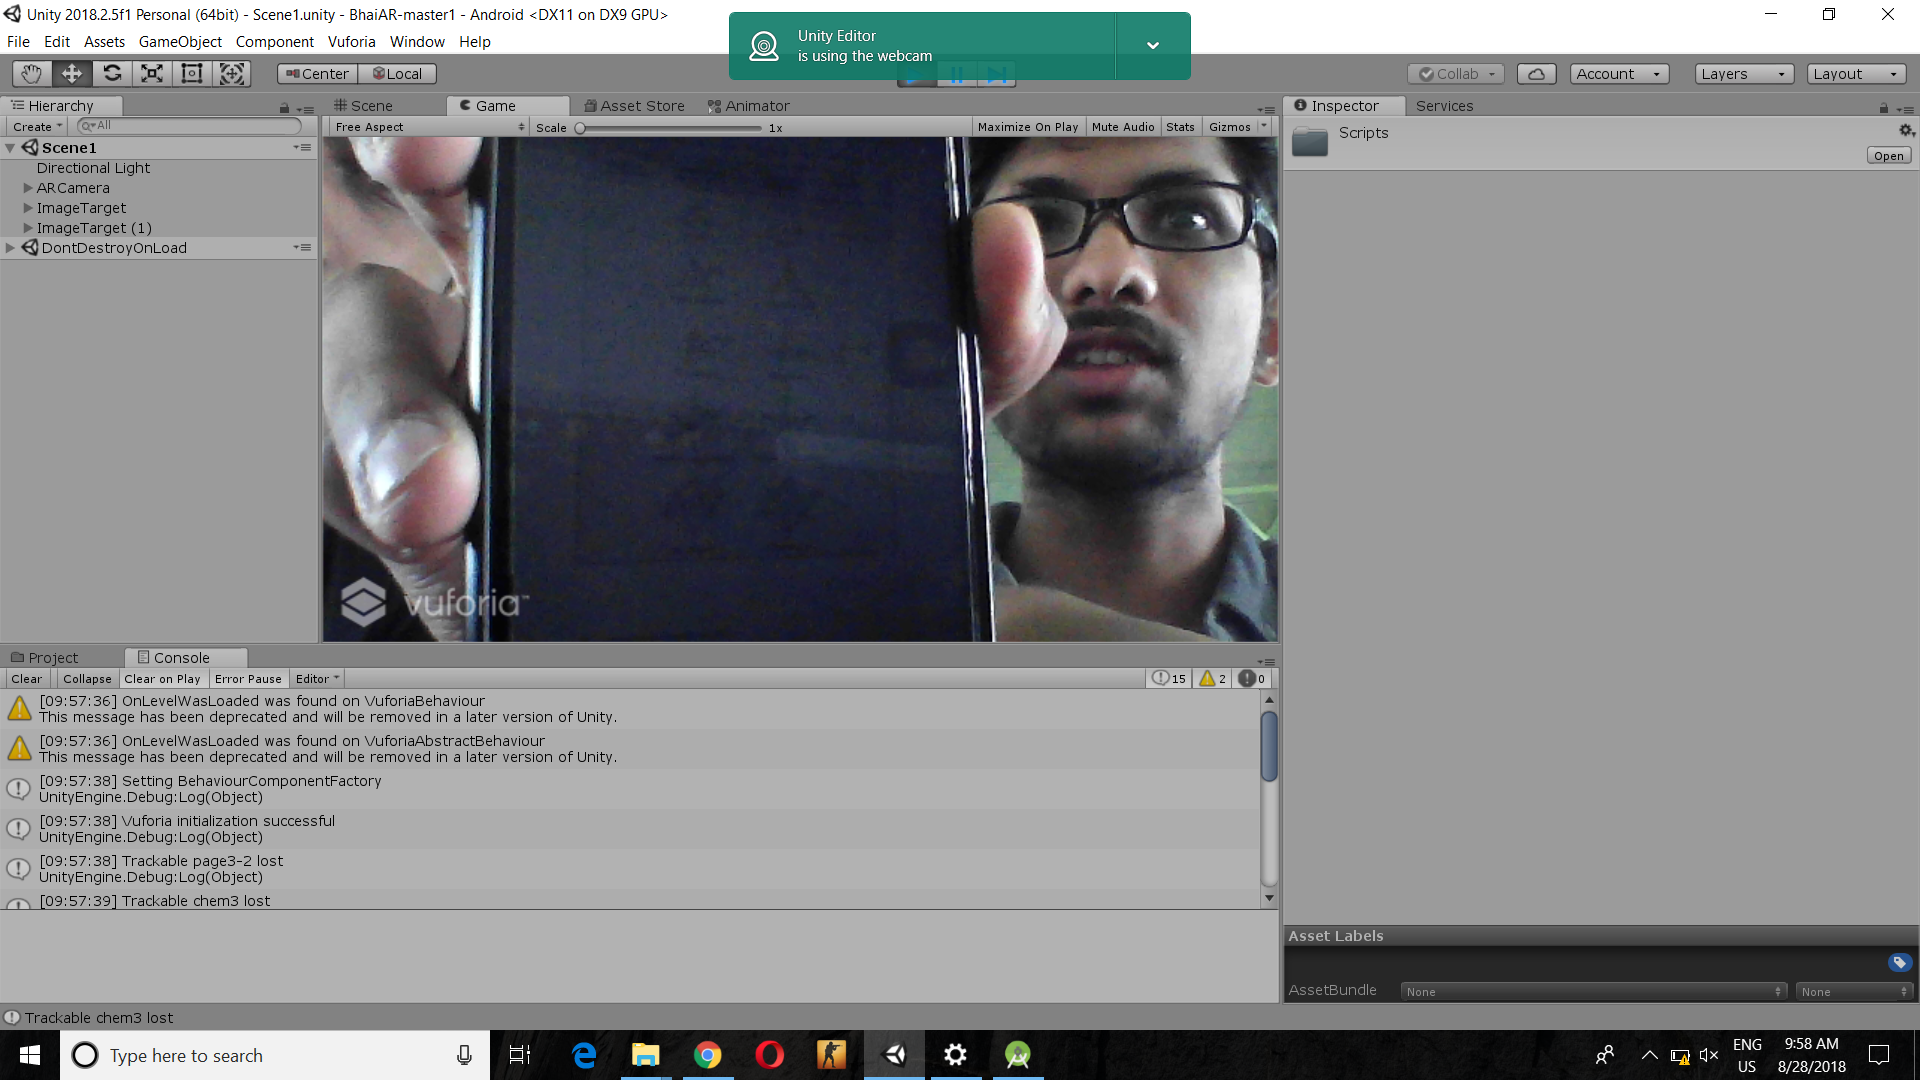 Unity 2018.2.5f1 Personal (64bit) - Scene1.unity - BhaiAR-master1 - Android <DX11 on DX9 GPU>
File Edit Assets GameObject Component Vuforia Window Help
Unity Editor
is using the webcam
Center Local
Collab Account Layers Layout
Hierarchy
Create All
Scene1
Directional Light
ARCamera
ImageTarget
ImageTarget (1)
DontDestroyOnLoad
Scene Game Asset Store Animator
Free Aspect Scale 1x Maximize On Play Mute Audio Stats Gizmos
vuforia™
Inspector Services
Scripts
Open
Project Console
Clear Collapse Clear on Play Error Pause Editor 15 2 0
[09:57:36] OnLevelWasLoaded was found on VuforiaBehaviour
This message has been deprecated and will be removed in a later version of Unity.
[09:57:36] OnLevelWasLoaded was found on VuforiaAbstractBehaviour
This message has been deprecated and will be removed in a later version of Unity.
[09:57:38] Setting BehaviourComponentFactory
UnityEngine.Debug:Log(Object)
[09:57:38] Vuforia initialization successful
UnityEngine.Debug:Log(Object)
[09:57:38] Trackable page3-2 lost
UnityEngine.Debug:Log(Object)
[09:57:39] Trackable chem3 lost
Asset Labels
AssetBundle None None
Trackable chem3 lost
Type here to search
ENG
US
9:58 AM
8/28/2018